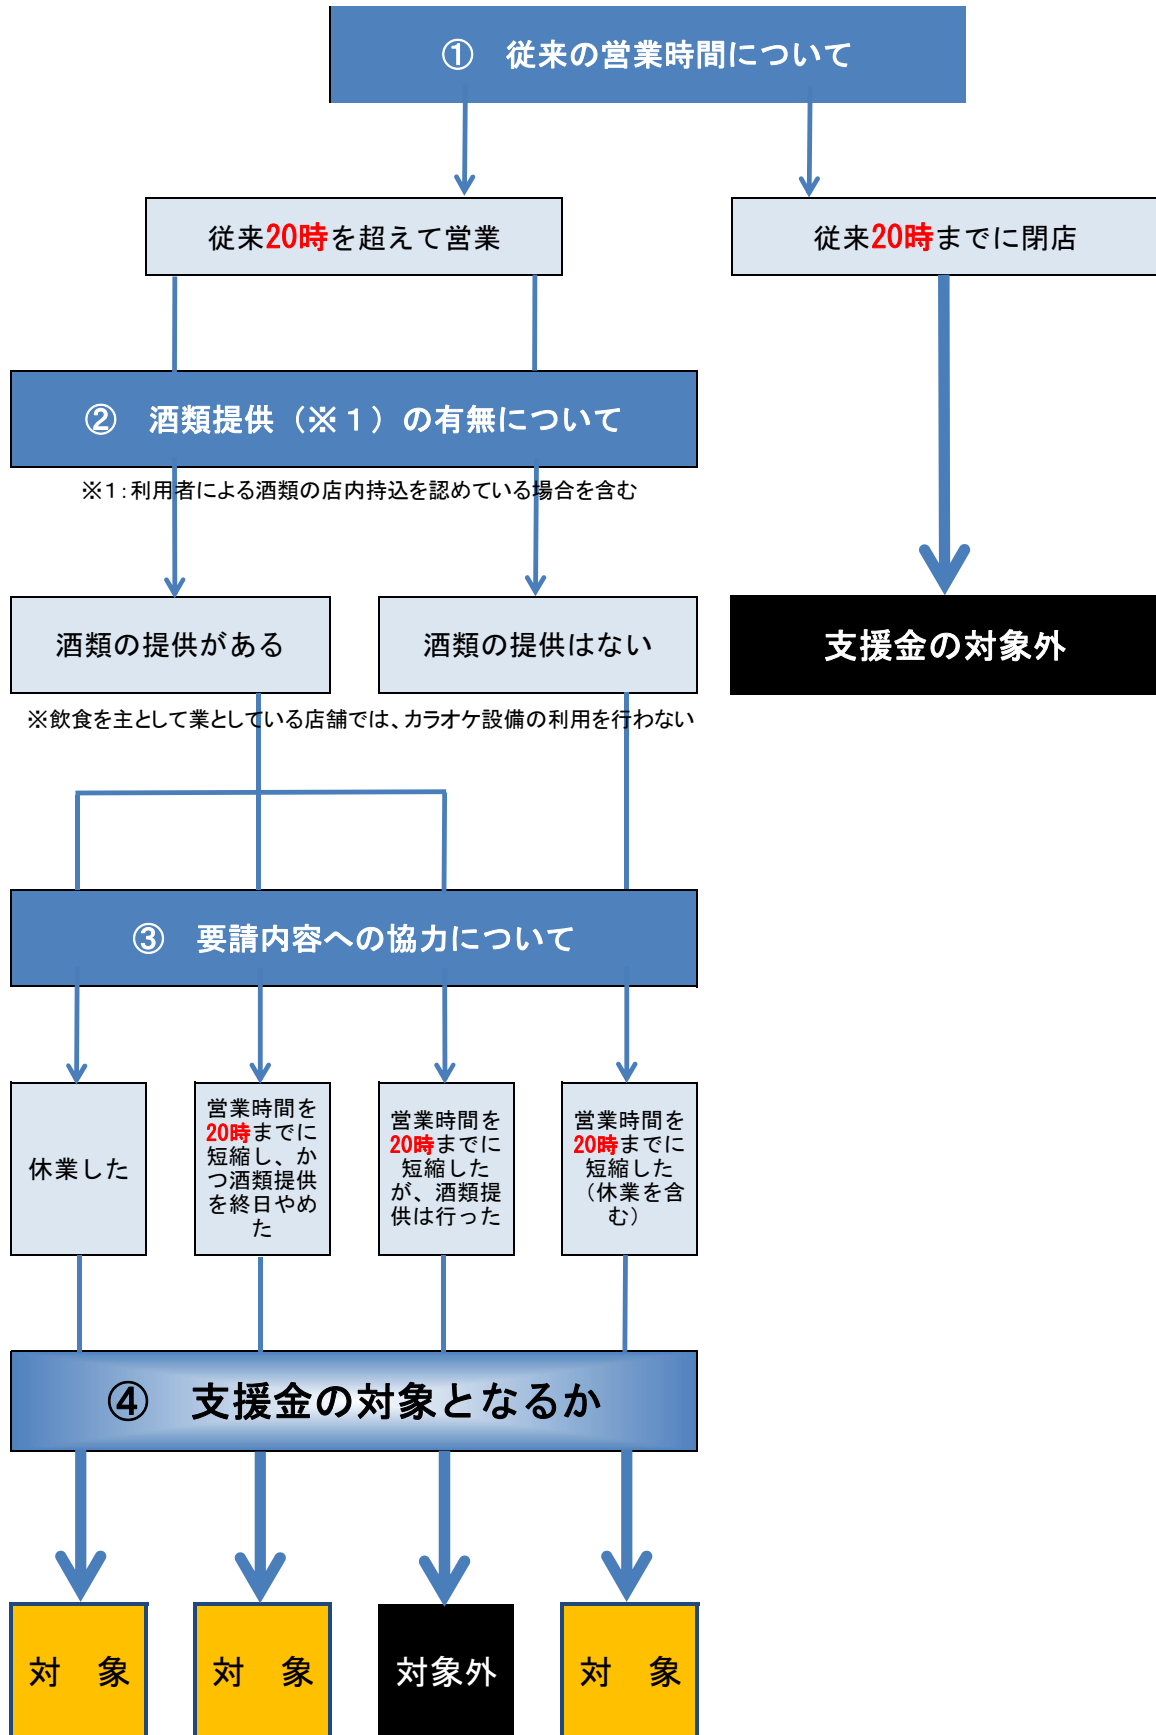 ① 従来の営業時間について
従来20時を超えて営業
従来20時までに閉店
② 酒類提供（※１）の有無について
※１：利用者による酒類の店内持込を認めている場合を含む
酒類の提供がある
酒類の提供はない
支援金の対象外
※飲食を主として業としている店舗では、カラオケ設備の利用を行わない
③ 要請内容への協力について
休業した
営業時間を
20時までに
短縮し、か
つ酒類提供
を終日やめ
た
営業時間を
20時までに
短縮した
が、酒類提
供は行った
営業時間を
20時までに
短縮した
（休業を含
む）
④ 支援金の対象となるか
対　象
対　象
対象外
対　象